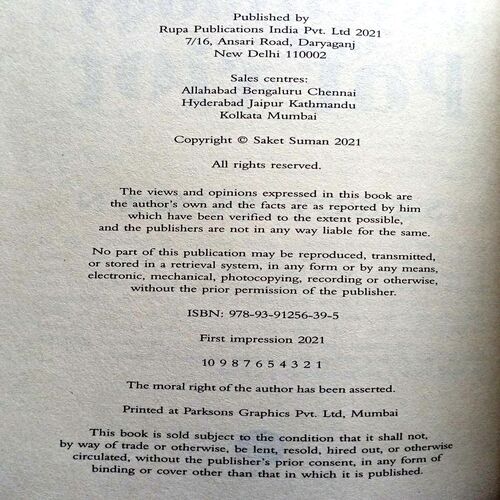 Published by
Rupa Publications India Pvt. Ltd 2021
7/16, Ansari Road, Daryaganj
New Delhi 110002
Sales centres:
Allahabad Bengaluru Chennai
Hyderabad Jaipur Kathmandu
Kolkata Mumbai
Copyright © Saket Suman 2021
All rights reserved.
The views and opinions expressed in this book are
the author's own and the facts are as reported by him
which have been verified to the extent possible,
and the publishers are not in any way liable for the same.
No part of this publication may be reproduced, transmitted,
or stored in a retrieval system, in any form or by any means,
electronic, mechanical, photocopying, recording or otherwise,
without the prior permission of the publisher.
ISBN: 978-93-91256-39-5
First impression 2021
10 9 8 7 6 5 4 3 2 1
The moral right of the author has been asserted.
Printed at Parksons Graphics Pvt. Ltd, Mumbai
This book is sold subject to the condition that it shall not,
by way of trade or otherwise, be lent, resold, hired out, or otherwise
circulated, without the publisher's prior consent, in any form of
binding or cover other than that in which it is published.